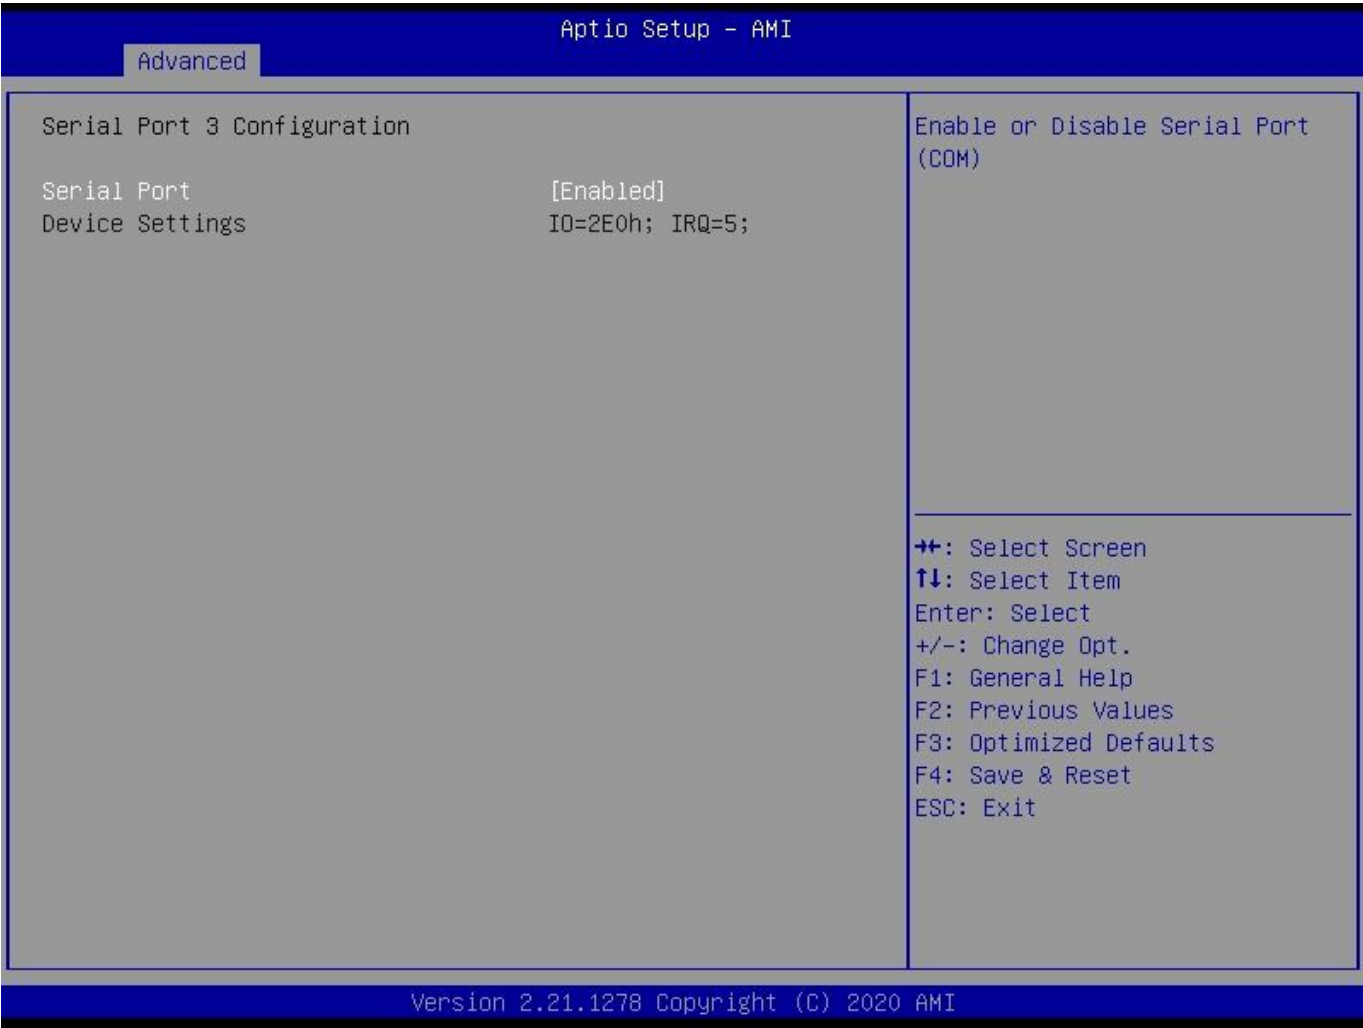 Aptio Setup – AMI
Advanced
Serial Port 3 Configuration
Serial Port [Enabled]
Device Settings IO=2E0h; IRQ=5;
Enable or Disable Serial Port
(COM)
→←: Select Screen
↑↓: Select Item
Enter: Select
+/-: Change Opt.
F1: General Help
F2: Previous Values
F3: Optimized Defaults
F4: Save & Reset
ESC: Exit
Version 2.21.1278 Copyright (C) 2020 AMI